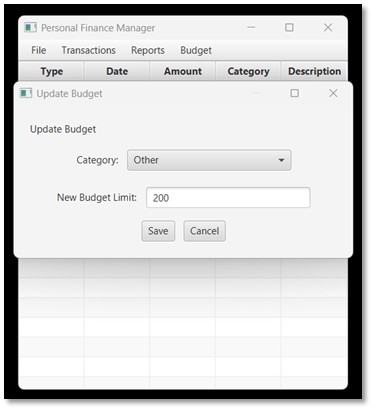 Personal Finance Manager
File Transactions Reports Budget
Type Date Amount Category Description
Update Budget
Update Budget
Category: Other
New Budget Limit: 200
Save Cancel